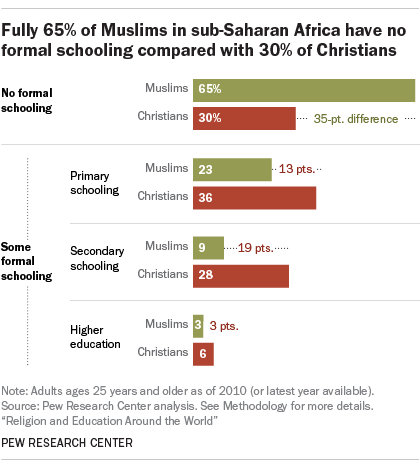 Fully 65% of Muslims in sub-Saharan Africa have no
formal schooling compared with 30% of Christians
No formal
schooling
Muslims 65%
Christians 30% 35-pt. difference
Some
formal
schooling
Primary
schooling
Muslims 23 13 pts.
Christians 36
Secondary
schooling
Muslims 9 19 pts.
Christians 28
Higher
education
Muslims 3 3 pts.
Christians 6
Note: Adults ages 25 years and older as of 2010 (or latest year available).
Source: Pew Research Center analysis. See Methodology for more details.
“Religion and Education Around the World”
PEW RESEARCH CENTER